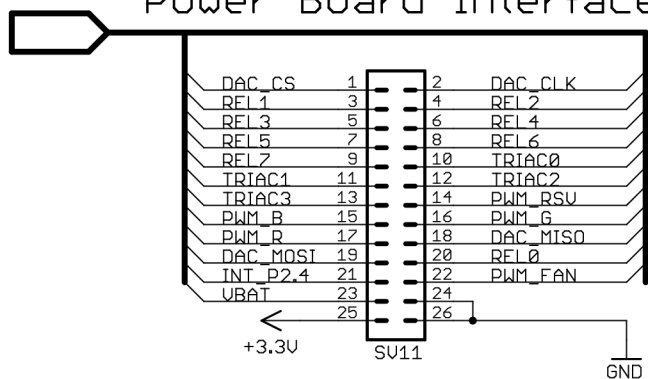 Power Board Interface
DAC_CS 1 2 DAC_CLK
REL1 3 4 REL2
REL3 5 6 REL4
REL5 7 8 REL6
REL7 9 10 TRIAC0
TRIAC1 11 12 TRIAC2
TRIAC3 13 14 PWM_RSV
PWM_B 15 16 PWM_G
PWM_R 17 18 DAC_MISO
DAC_MOSI 19 20 REL0
INT_P2.4 21 22 PWM_FAN
VBAT 23 24
25 26
+3.3V SV11
GND